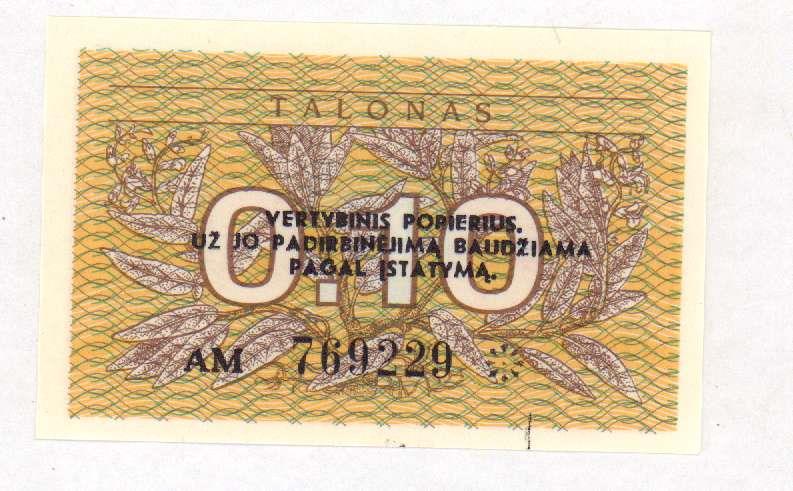 TALONAS
0.10
VERTYBINIS POPIERIUS.
UŽ JO PADIRBINĖJIMĄ BAUDŽIAMA
PAGAL ĮSTATYMĄ.
AM 769229